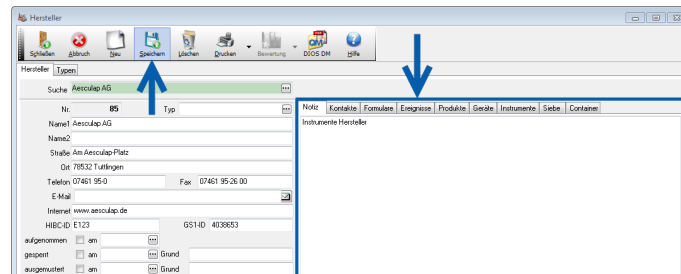 Hersteller
Schließen Abbruch Neu Speichern Löschen Drucken Bewertung DIOS DM Hilfe
Hersteller Typen
Suche Aesculap AG
Nr. 85 Typ
Name1 Aesculap AG
Name2
Straße Am Aesculap-Platz
Ort 78532 Tuttlingen
Telefon 07461 95-0 Fax 07461 95-26 00
E-Mail
Internet www.aesculap.de
HIBC-ID E123 GS1-ID 4038653
aufgenommen am
gesperrt am Grund
ausgemustert am Grund
Notiz Kontakte Formulare Ereignisse Produkte Geräte Instrumente Siebe Container
Instrumente Hersteller